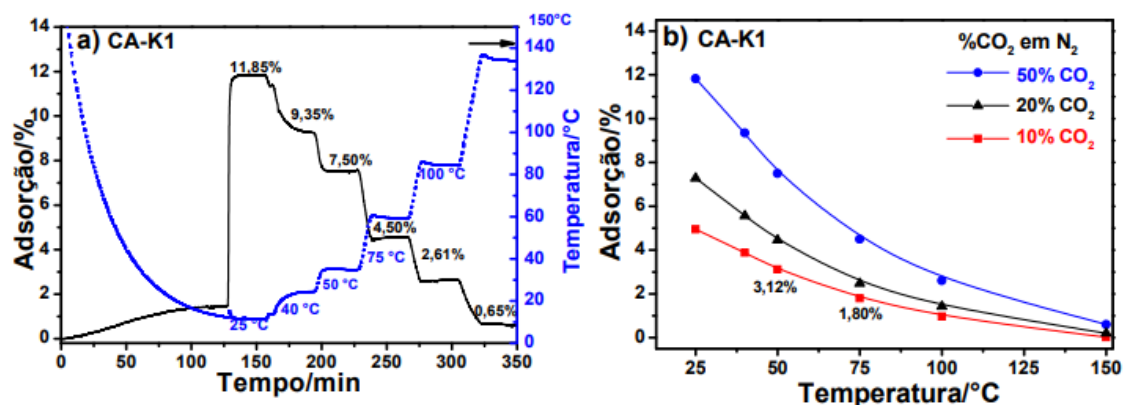 a) CA-K1
14
12
10
8
6
4
2
0
Adsorção/%
0 50 100 150 200 250 300 350
Tempo/min
150°C
140
120
100
80
60
40
20
0
Temperatura/°C
11,85%
9,35%
7,50%
4,50%
2,61%
0,65%
25 °C
40 °C
50 °C
75 °C
100 °C
b) CA-K1
14
12
10
8
6
4
2
0
Adsorção/%
25 50 75 100 125 150
Temperatura/°C
%CO₂ em N₂
50% CO₂
20% CO₂
10% CO₂
3,12%
1,80%